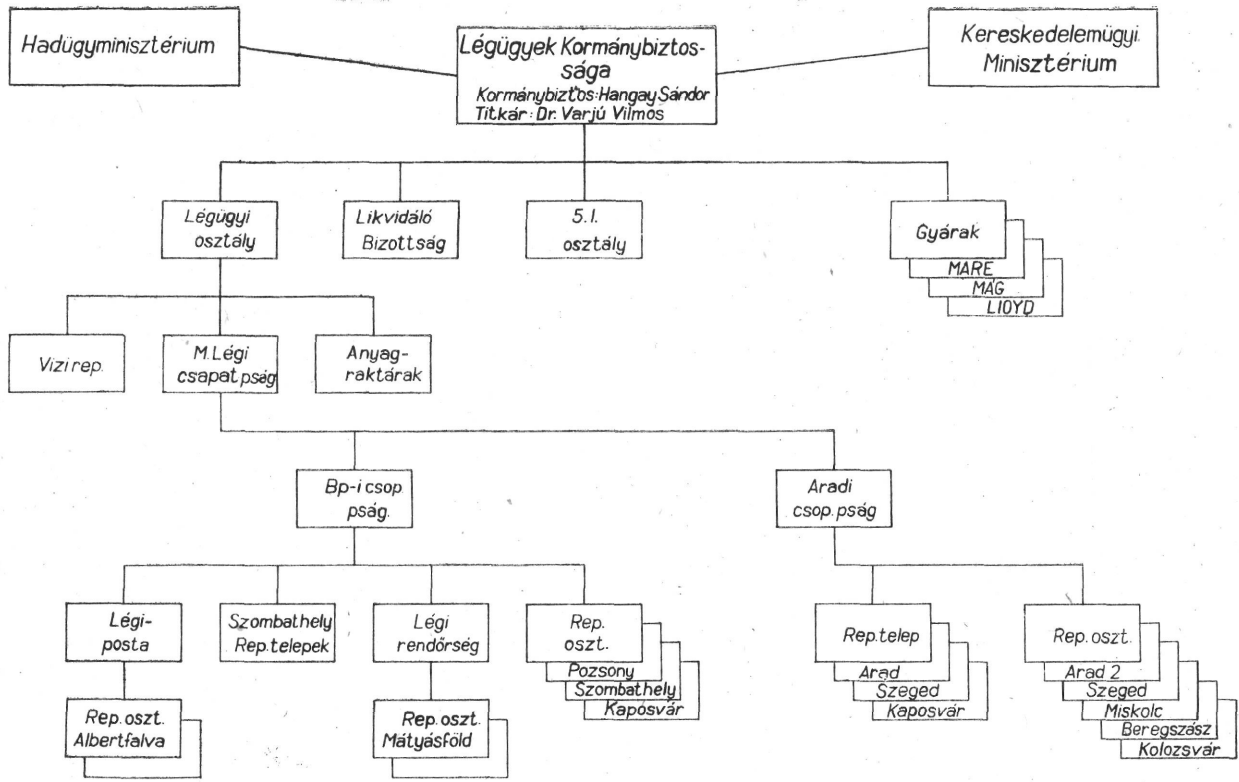 Hadügyminisztérium
Légügyek Kormánybiztos-
sága
Kormánybiztos: Hangay Sándor
Titkár: Dr. Varjú Vilmos
Kereskedelemügyi
Minisztérium
Légügyi
osztály
Likvidáló
Bizottság
5.I.
osztály
Gyárak
MARE
MÁG
LIOYD
Vizi rep.
M.Légi
csapat pság
Anyag-
raktárak
Bp-i csop.
pság.
Aradi
csop. pság
Légi-
posta
Szombathely
Rep.telepek
Légi
rendőrség
Rep.
oszt.
Pozsony
Szombathely
Kaposvár
Rep.telep
Arad
Szeged
Kaposvár
Rep. oszt.
Arad 2
Szeged
Miskolc
Beregszász
Kolozsvár
Rep. oszt.
Albertfalva
Rep. oszt.
Mátyásföld